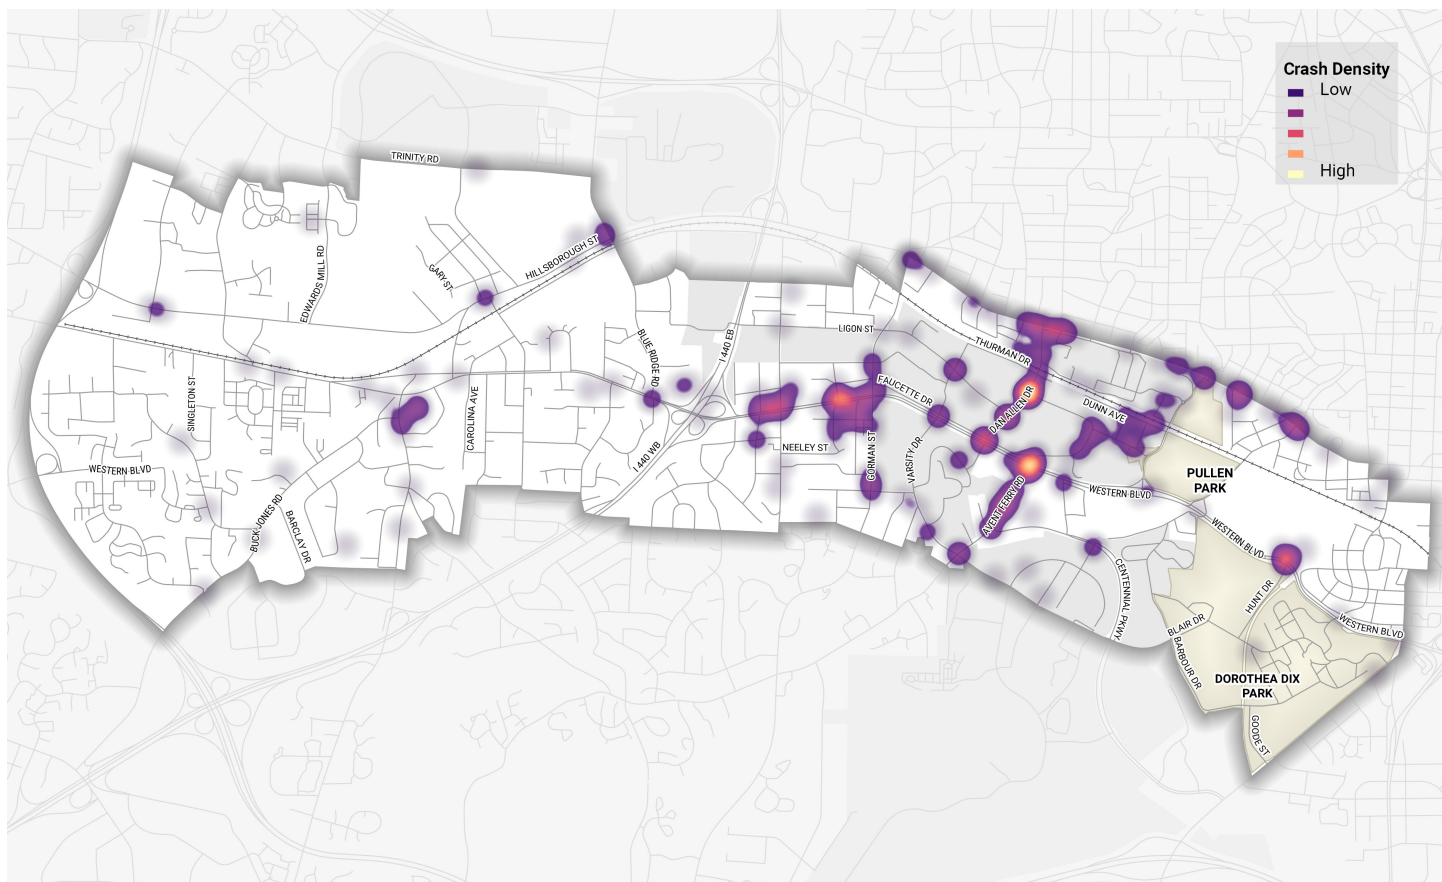 Crash Density
Low
High
TRINITY RD
HILLSBOROUGH ST
EDWARDS MILL RD
GARY ST
BLUE RIDGE RD
I 440 EB
LIGON ST
THURMAN DR
FAUCETTE DR
DAN ALLEN DR
DUNN AVE
SINGLETON ST
CAROLINA AVE
I 440 WB
NEELEY ST
GORMAN ST
VARSITY DR
WESTERN BLVD
BUCK JONES RD
BARCLAY DR
AVENT FERRY RD
WESTERN BLVD
PULLEN
PARK
WESTERN BLVD
CENTENNIAL PKWY
HUNT DR
BLAIR DR
BARBOUR DR
WESTERN BLVD
DOROTHEA DIX
PARK
GOODE ST